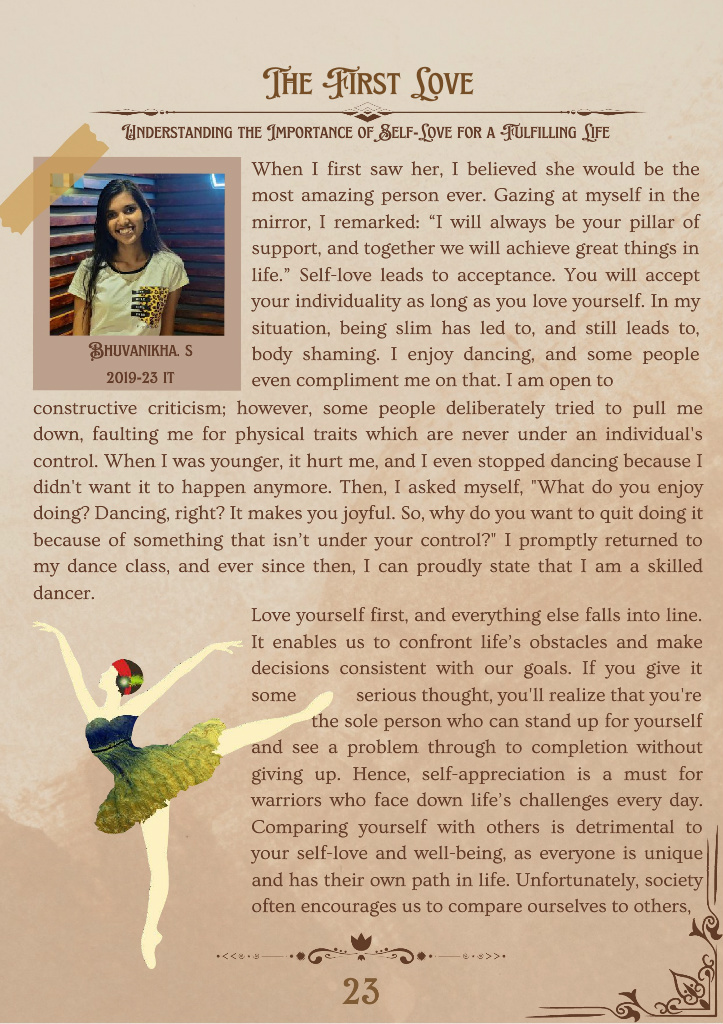 The First Love
Understanding the Importance of Self-Love for a Fulfilling Life
When I first saw her, I believed she would be the
most amazing person ever. Gazing at myself in the
mirror, I remarked: “I will always be your pillar of
support, and together we will achieve great things in
life.” Self-love leads to acceptance. You will accept
your individuality as long as you love yourself. In my
situation, being slim has led to, and still leads to,
body shaming. I enjoy dancing, and some people
even compliment me on that. I am open to
Bhuvanikha. S
2019-23 IT
constructive criticism; however, some people deliberately tried to pull me
down, faulting me for physical traits which are never under an individual's
control. When I was younger, it hurt me, and I even stopped dancing because I
didn't want it to happen anymore. Then, I asked myself, "What do you enjoy
doing? Dancing, right? It makes you joyful. So, why do you want to quit doing it
because of something that isn’t under your control?" I promptly returned to
my dance class, and ever since then, I can proudly state that I am a skilled
dancer.
Love yourself first, and everything else falls into line.
It enables us to confront life’s obstacles and make
decisions consistent with our goals. If you give it
some serious thought, you'll realize that you're
the sole person who can stand up for yourself
and see a problem through to completion without
giving up. Hence, self-appreciation is a must for
warriors who face down life’s challenges every day.
Comparing yourself with others is detrimental to
your self-love and well-being, as everyone is unique
and has their own path in life. Unfortunately, society
often encourages us to compare ourselves to others,
23